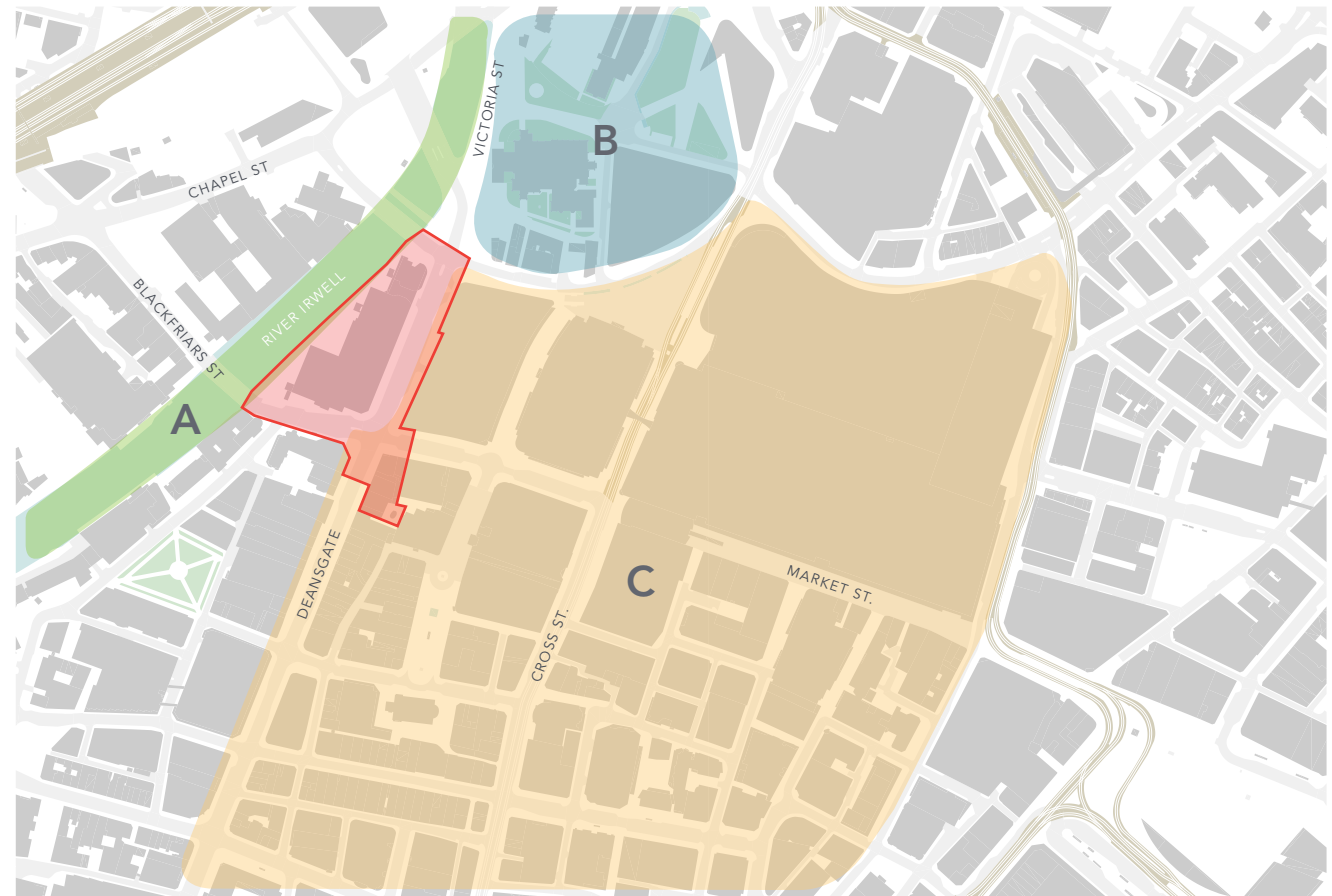 VICTORIA ST
B
CHAPEL ST
BLACKFRIARS ST
RIVER IRWELL
A
DEANSGATE
C
MARKET ST.
CROSS ST.